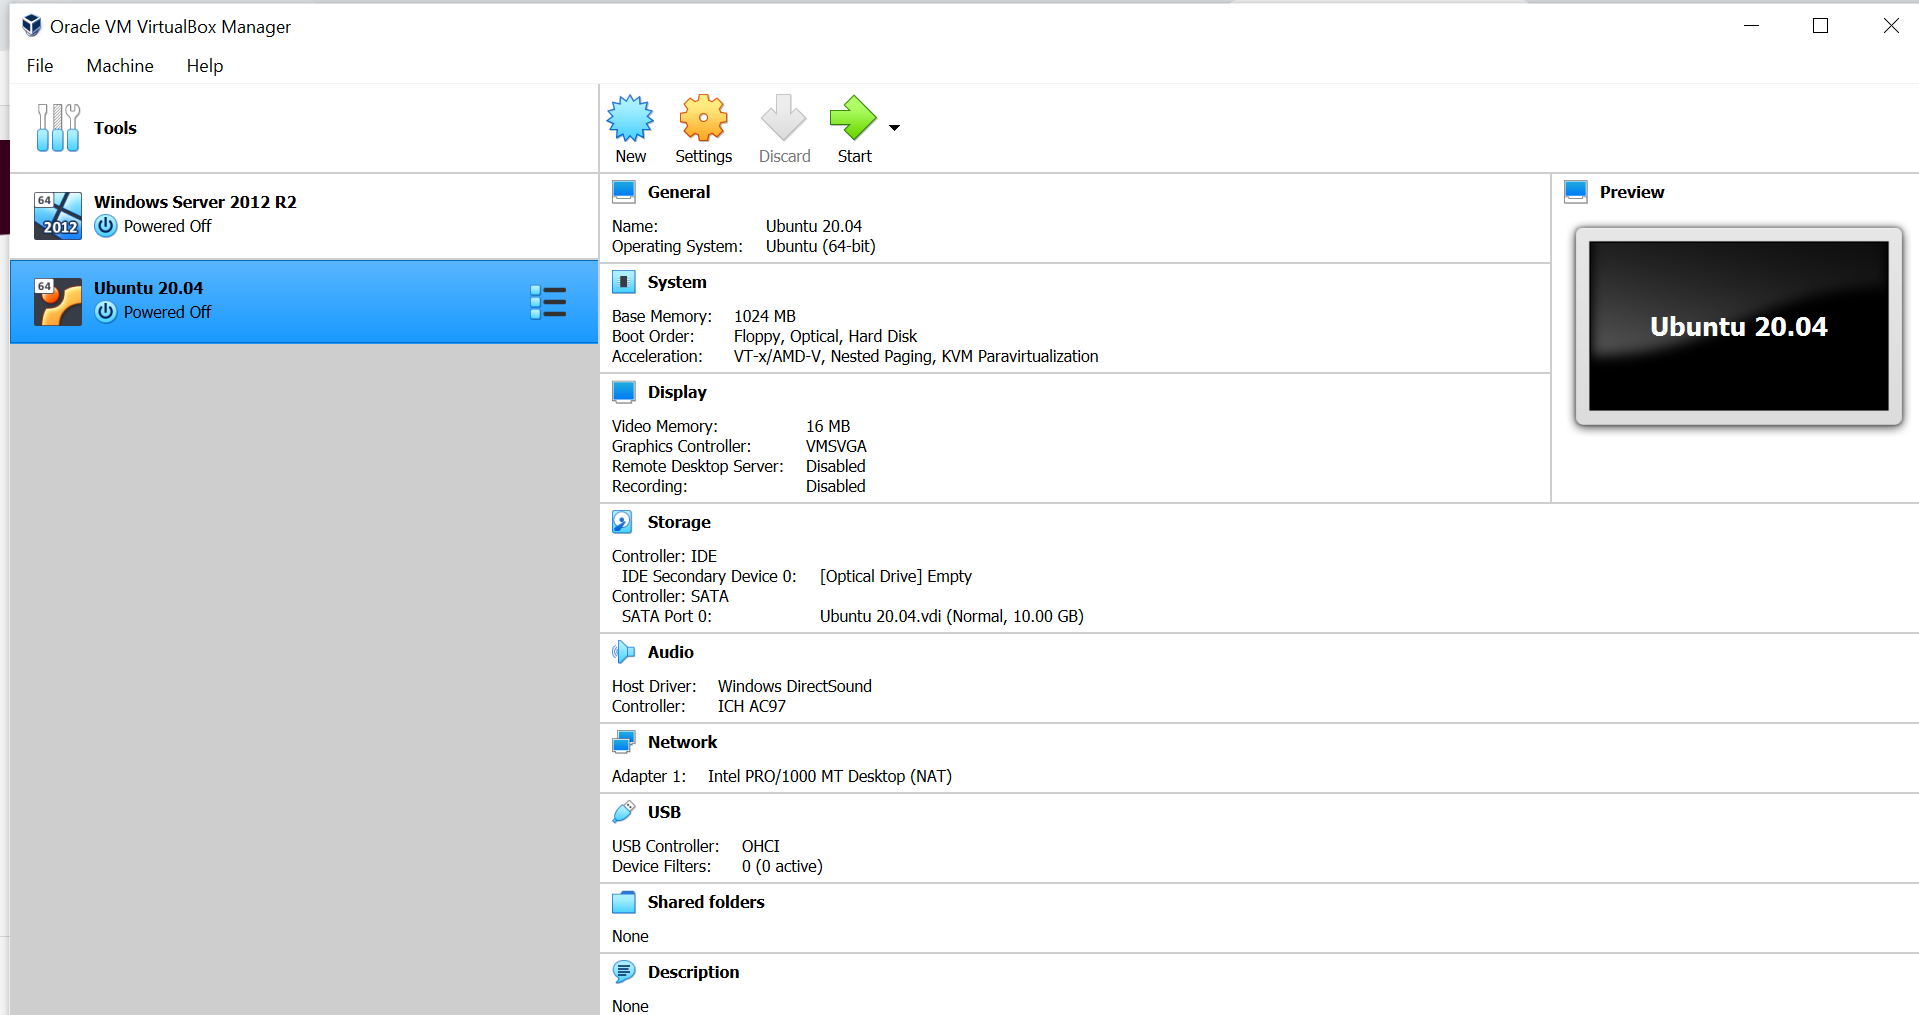 Oracle VM VirtualBox Manager
File Machine Help
Tools
New Settings Discard Start
64
2012
Windows Server 2012 R2
Powered Off
64
Ubuntu 20.04
Powered Off
General
Name: Ubuntu 20.04
Operating System: Ubuntu (64-bit)
System
Base Memory: 1024 MB
Boot Order: Floppy, Optical, Hard Disk
Acceleration: VT-x/AMD-V, Nested Paging, KVM Paravirtualization
Display
Video Memory: 16 MB
Graphics Controller: VMSVGA
Remote Desktop Server: Disabled
Recording: Disabled
Preview
Ubuntu 20.04
Storage
Controller: IDE
IDE Secondary Device 0: [Optical Drive] Empty
Controller: SATA
SATA Port 0: Ubuntu 20.04.vdi (Normal, 10.00 GB)
Audio
Host Driver: Windows DirectSound
Controller: ICH AC97
Network
Adapter 1: Intel PRO/1000 MT Desktop (NAT)
USB
USB Controller: OHCI
Device Filters: 0 (0 active)
Shared folders
None
Description
None